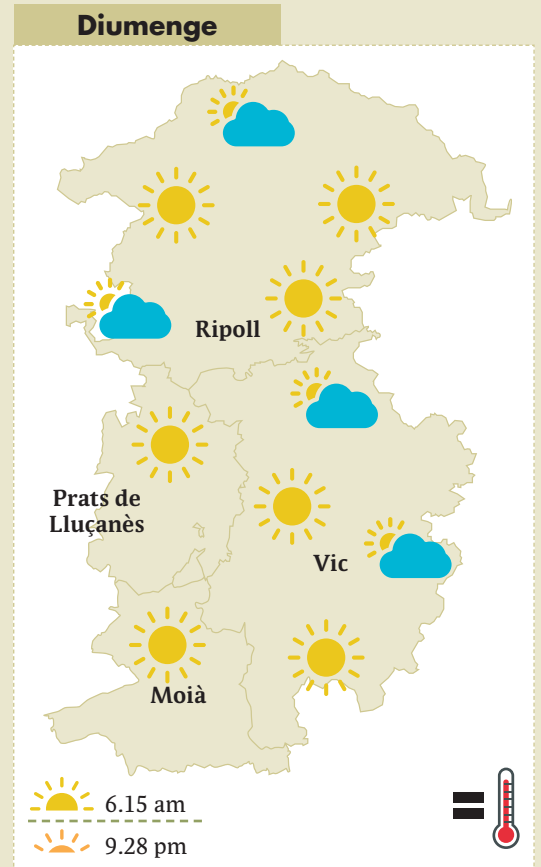 Diumenge
Ripoll
Prats de
Lluçanès
Vic
Moià
6.15 am
9.28 pm